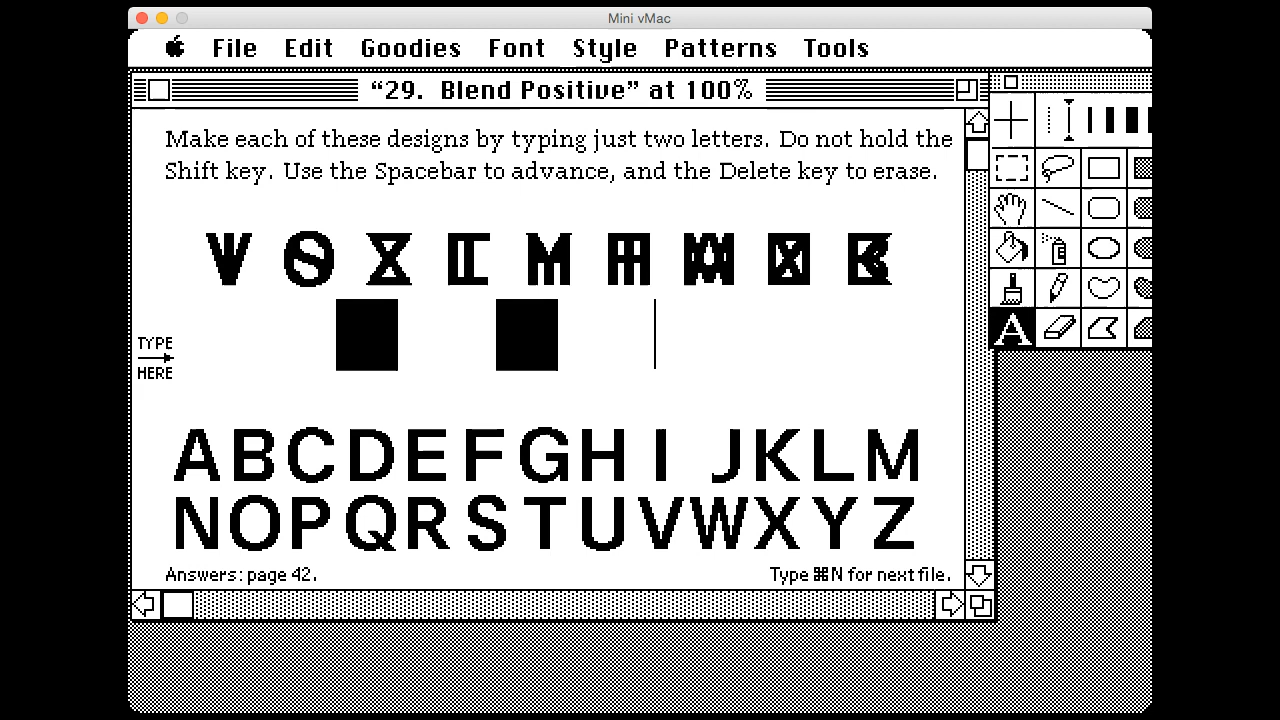 Mini vMac
File Edit Goodies Font Style Patterns Tools
“29. Blend Positive” at 100%
Make each of these designs by typing just two letters. Do not hold the
Shift key. Use the Spacebar to advance, and the Delete key to erase.
TYPE
HERE
A
ABCDEFGHIJKLM
NOPQRSTUVWXYZ
Answers: page 42.
Type ⌘N for next file.